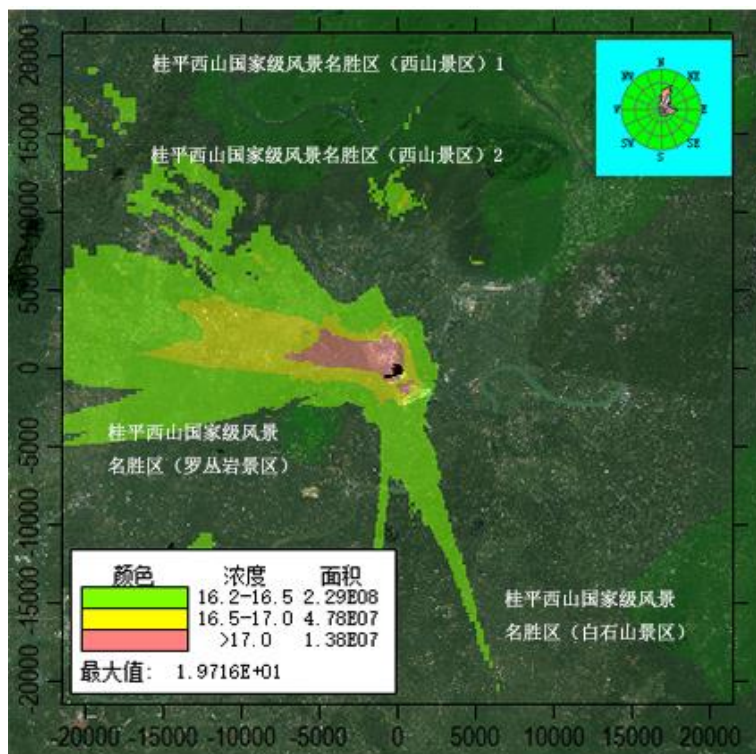 桂平西山国家级风景名胜区（西山景区）1
桂平西山国家级风景名胜区（西山景区）2
N
NW NE
W E
SW SE
S
20000
15000
10000
5000
0
-5000
-10000
-15000
-20000
桂平西山国家级风景
名胜区（罗丛岩景区）
桂平西山国家级风景
名胜区（白石山景区）
颜色 浓度 面积
16.2-16.5 2.29E08
16.5-17.0 4.78E07
>17.0 1.38E07
最大值: 1.9716E+01
-20000 -15000 -10000 -5000 0 5000 10000 15000 20000